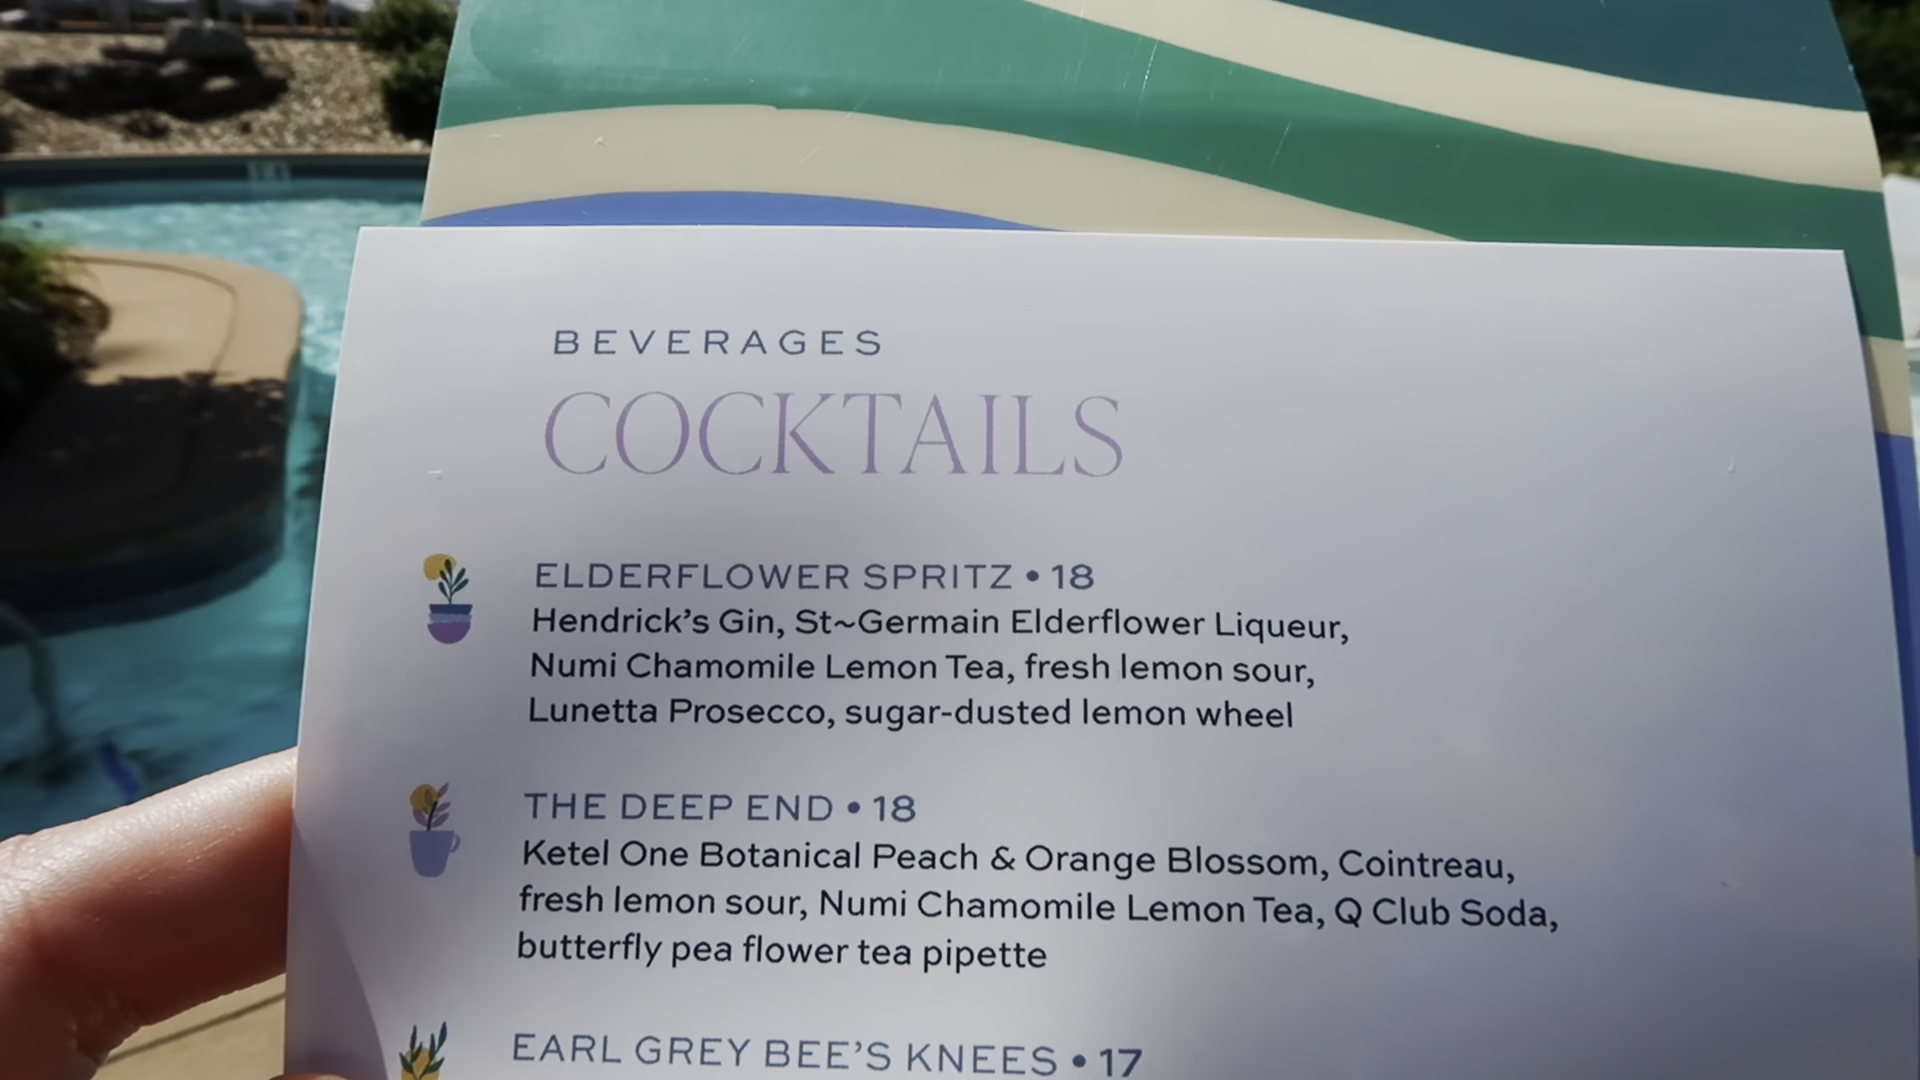 BEVERAGES
COCKTAILS
ELDERFLOWER SPRITZ • 18
Hendrick's Gin, St~Germain Elderflower Liqueur,
Numi Chamomile Lemon Tea, fresh lemon sour,
Lunetta Prosecco, sugar-dusted lemon wheel
THE DEEP END • 18
Ketel One Botanical Peach & Orange Blossom, Cointreau,
fresh lemon sour, Numi Chamomile Lemon Tea, Q Club Soda,
butterfly pea flower tea pipette
EARL GREY BEE'S KNEES • 17